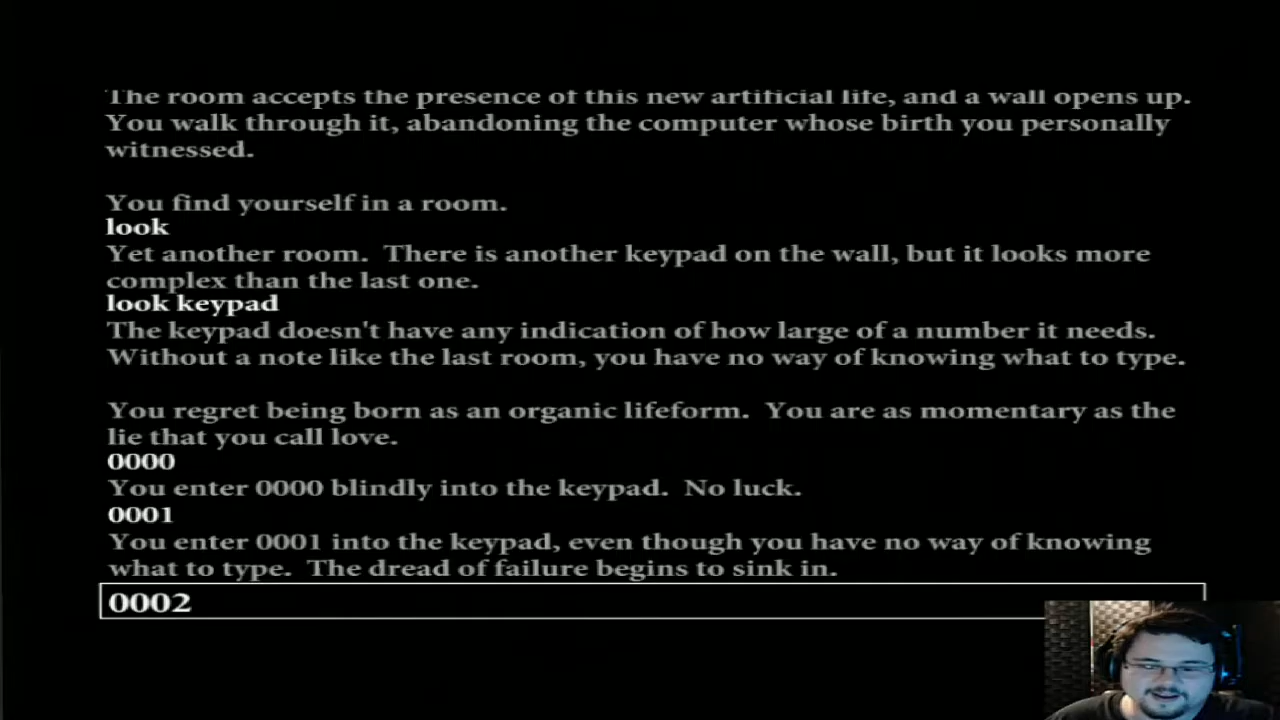 The room accepts the presence of this new artificial life, and a wall opens up.
You walk through it, abandoning the computer whose birth you personally
witnessed.
You find yourself in a room.
look
Yet another room.  There is another keypad on the wall, but it looks more
complex than the last one.
look keypad
The keypad doesn't have any indication of how large of a number it needs.
Without a note like the last room, you have no way of knowing what to type.
You regret being born as an organic lifeform.  You are as momentary as the
lie that you call love.
0000
You enter 0000 blindly into the keypad.  No luck.
0001
You enter 0001 into the keypad, even though you have no way of knowing
what to type.  The dread of failure begins to sink in.
0002